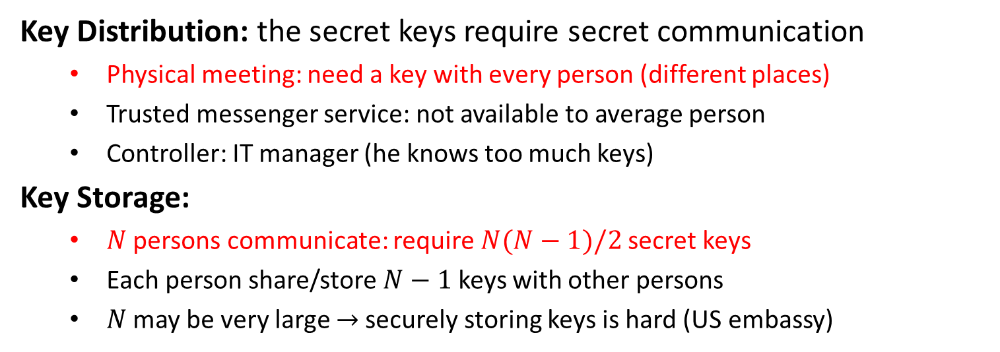 Key Distribution: the secret keys require secret communication
• Physical meeting: need a key with every person (different places)
• Trusted messenger service: not available to average person
• Controller: IT manager (he knows too much keys)
Key Storage:
• N persons communicate: require N(N − 1)/2 secret keys
• Each person share/store N − 1 keys with other persons
• N may be very large → securely storing keys is hard (US embassy)